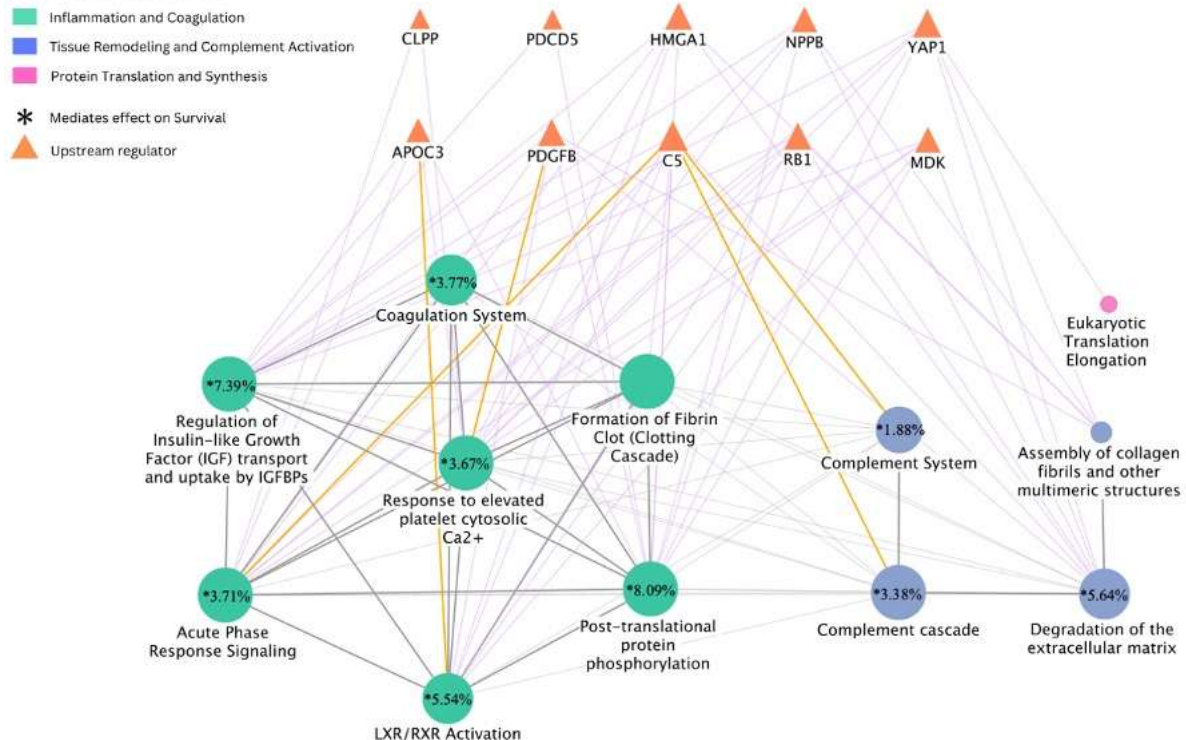 Inflammation and Coagulation
Tissue Remodeling and Complement Activation
Protein Translation and Synthesis
* Mediates effect on Survival
Upstream regulator
CLPP
PDCD5
HMGA1
NPPB
YAP1
APOC3
PDGFB
C5
RB1
MDK
*3.77%
Coagulation System
Eukaryotic
Translation
Elongation
*7.39%
Regulation of
Insulin-like Growth
Factor (IGF) transport
and uptake by IGFBPs
Formation of Fibrin
Clot (Clotting
Cascade)
*3.67%
Response to elevated
platelet cytosolic
Ca2+
*1.88%
Complement System
Assembly of collagen
fibrils and other
multimeric structures
*3.71%
Acute Phase
Response Signaling
*8.09%
Post-translational
protein
phosphorylation
*3.38%
Complement cascade
*5.64%
Degradation of the
extracellular matrix
*5.54%
LXR/RXR Activation